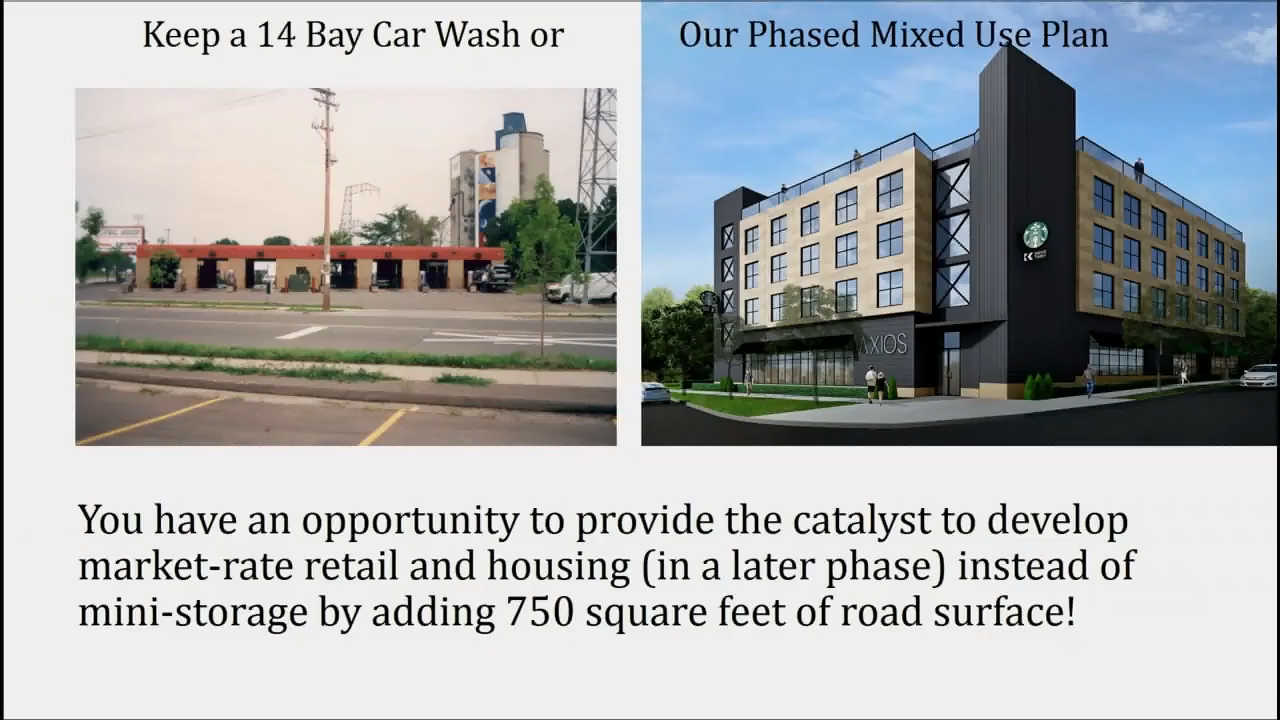 Keep a 14 Bay Car Wash or
Our Phased Mixed Use Plan
AXIOS
You have an opportunity to provide the catalyst to develop
market-rate retail and housing (in a later phase) instead of
mini-storage by adding 750 square feet of road surface!